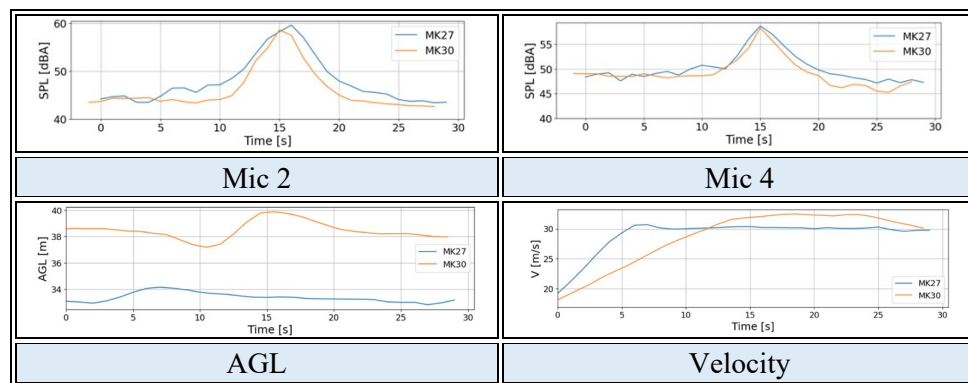 SPL [dBA]
60
50
40
MK27
MK30
0 5 10 15 20 25 30
Time [s]
SPL [dBA]
55
50
45
40
MK27
MK30
0 5 10 15 20 25 30
Time [s]
Mic 2
Mic 4
AGL [m]
40
38
36
34
MK27
MK30
0 5 10 15 20 25 30
Time [s]
V [m/s]
30
25
20
MK27
MK30
0 5 10 15 20 25 30
Time [s]
AGL
Velocity